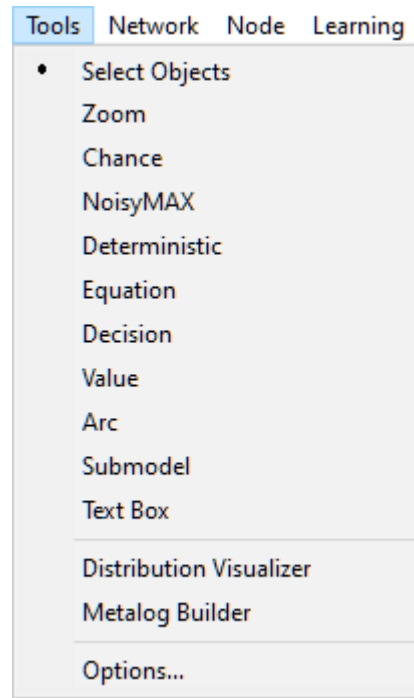 Tools Network Node Learning
Select Objects
Zoom
Chance
NoisyMAX
Deterministic
Equation
Decision
Value
Arc
Submodel
Text Box
Distribution Visualizer
Metalog Builder
Options...